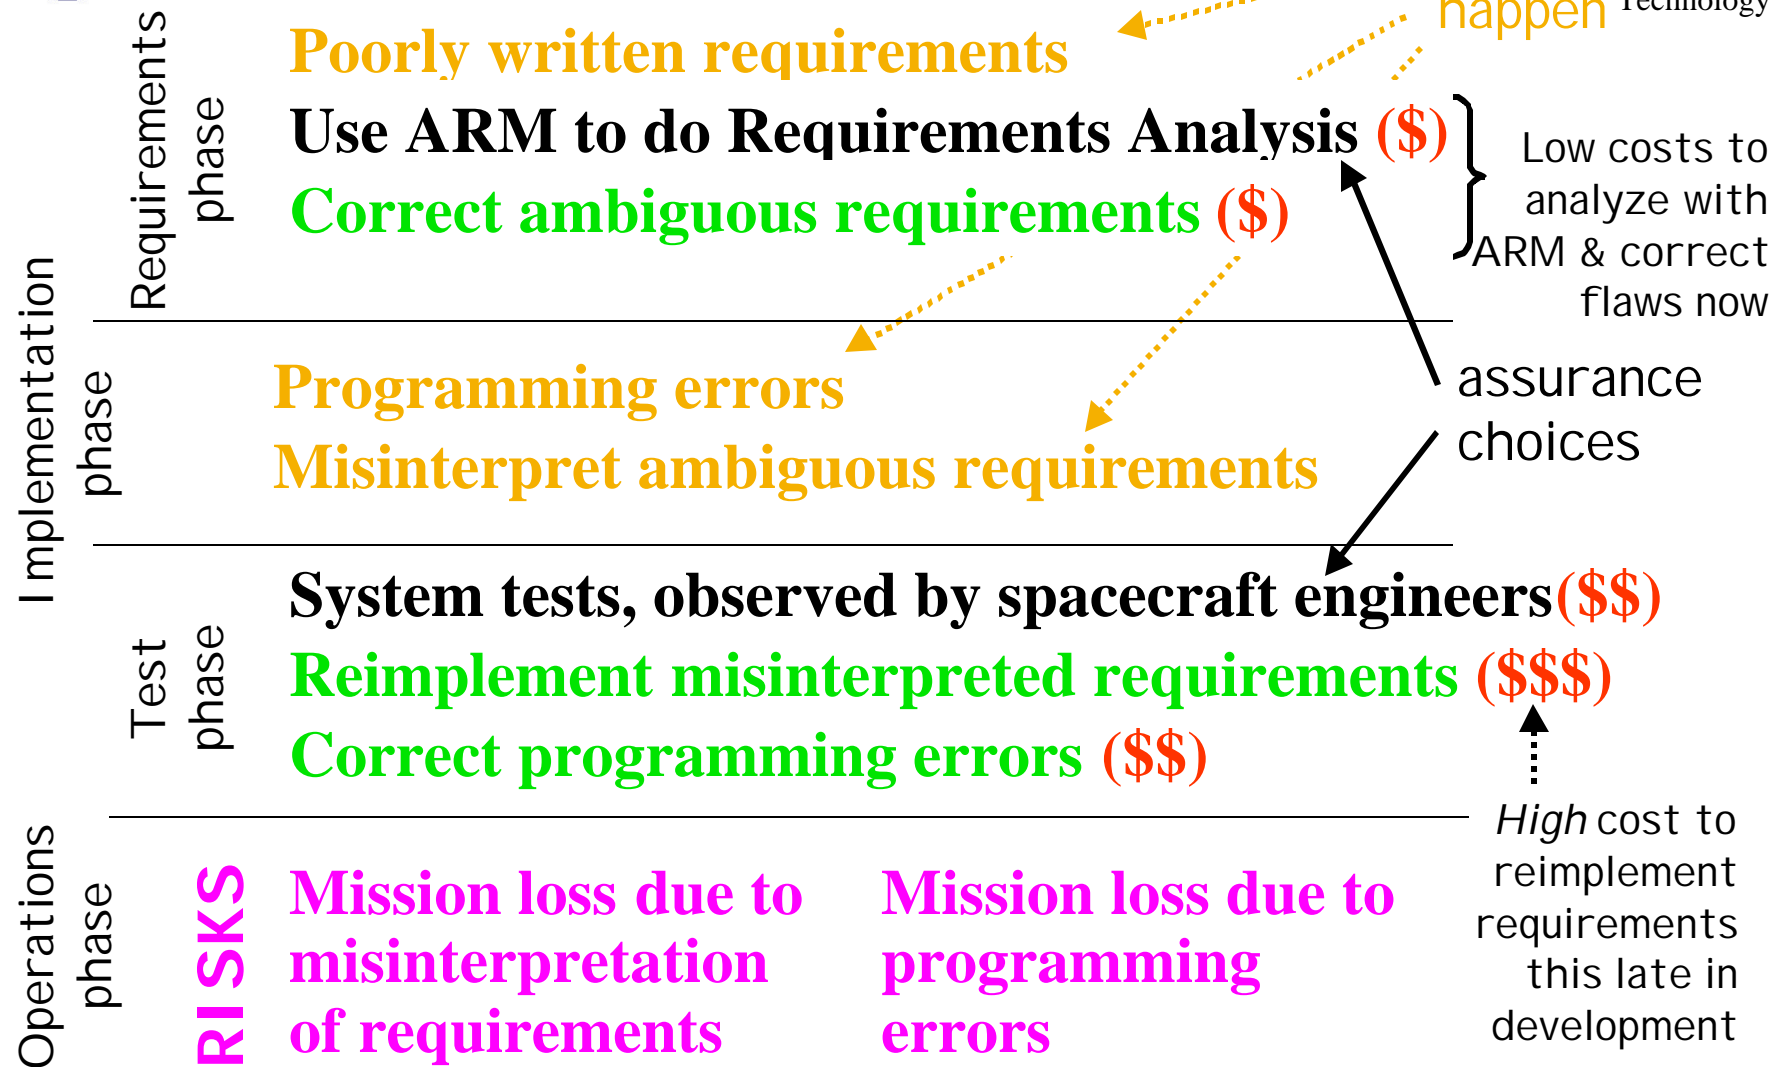 happen
Technology
Requirements
phase
Poorly written requirements
Use ARM to do Requirements Analysis ($)
Correct ambiguous requirements ($)
Low costs to
analyze with
ARM & correct
flaws now
Implementation
phase
Programming errors
Misinterpret ambiguous requirements
assurance
choices
Test
phase
System tests, observed by spacecraft engineers($$)
Reimplement misinterpreted requirements ($$$)
Correct programming errors ($$)
High cost to
reimplement
requirements
this late in
development
Operations
phase
RISKS
Mission loss due to
misinterpretation
of requirements
Mission loss due to
programming
errors